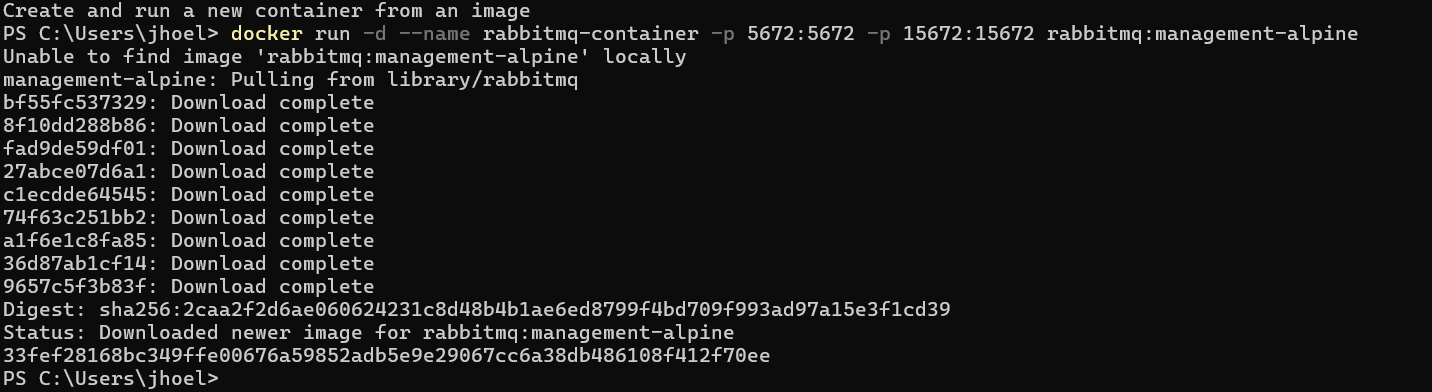 Create and run a new container from an image
PS C:\Users\jhoel> docker run -d --name rabbitmq-container -p 5672:5672 -p 15672:15672 rabbitmq:management-alpine
Unable to find image 'rabbitmq:management-alpine' locally
management-alpine: Pulling from library/rabbitmq
bf55fc537329: Download complete
8f10dd288b86: Download complete
fad9de59df01: Download complete
27abce07d6a1: Download complete
c1ecdde64545: Download complete
74f63c251bb2: Download complete
a1f6e1c8fa85: Download complete
36d87ab1cf14: Download complete
9657c5f3b83f: Download complete
Digest: sha256:2caa2f2d6ae060624231c8d48b4b1ae6ed8799f4bd709f993ad97a15e3f1cd39
Status: Downloaded newer image for rabbitmq:management-alpine
33fef28168bc349ffe00676a59852adb5e9e29067cc6a38db486108f412f70ee
PS C:\Users\jhoel>